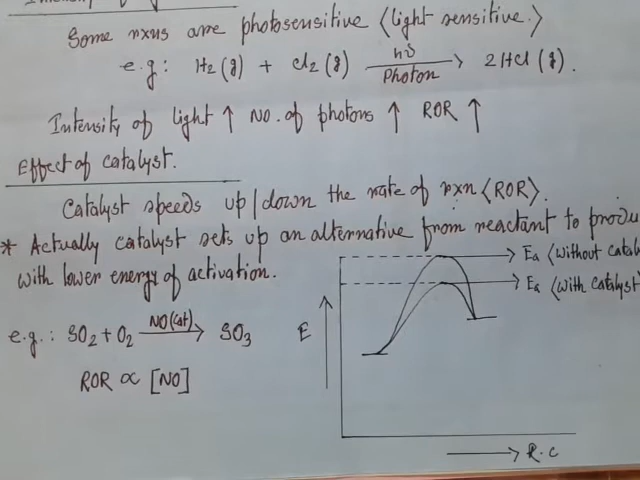 Some rxns are photosensitive <light sensitive.>
e.g: H₂(g) + Cl₂(g) hν Photon → 2HCl(g).
Intensity of light ↑ No. of photons ↑ ROR ↑
Effect of catalyst.
Catalyst speeds up/down the rate of rxn <ROR>.
* Actually catalyst sets up an alternative from reactant to
with lower energy of activation.
e.g.: SO₂ + O₂ NO(Cat) → SO₃
ROR ∝ [NO]
Ea <without
Ea <with catalyst
E
R.C